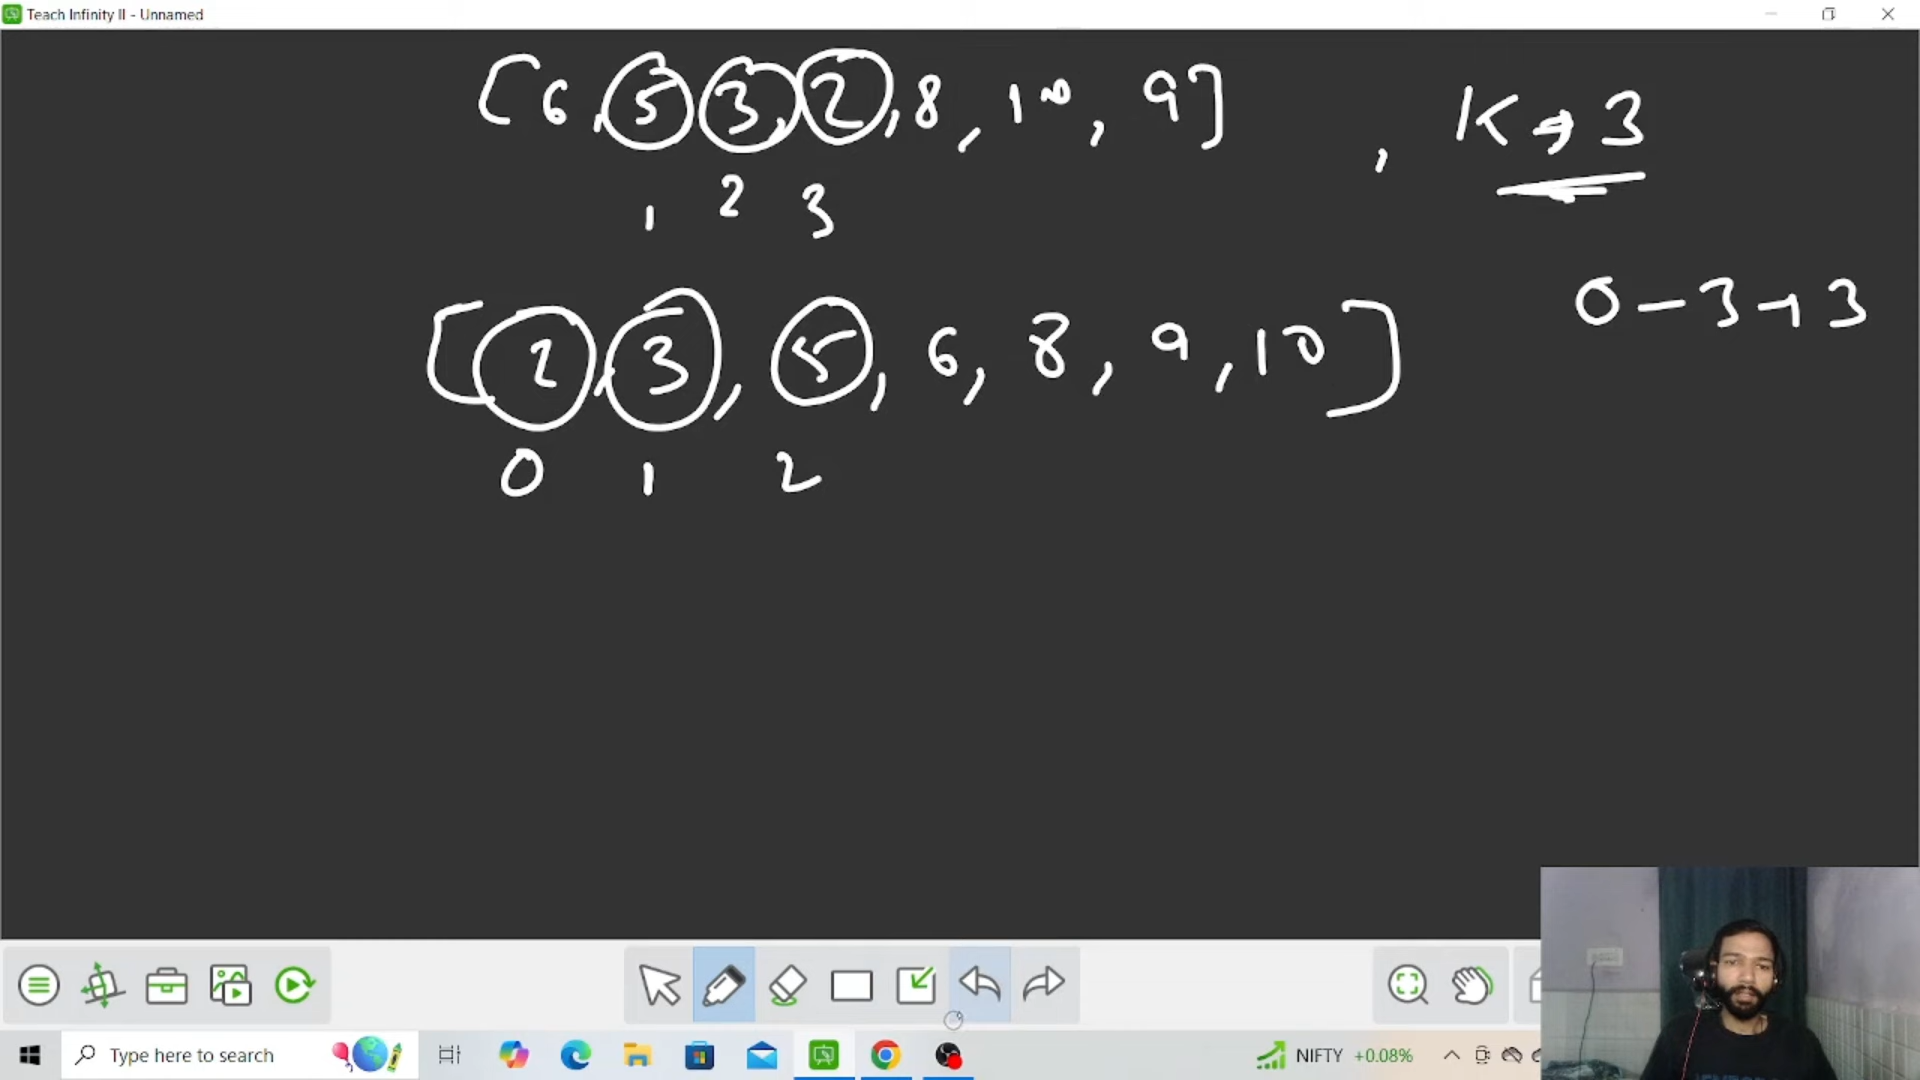 Teach Infinity II - Unnamed
[6, 5, 3, 2, 8, 10, 9] , K→3
1 2 3
0-3→3
[2, 3, 5, 6, 8, 9, 10]
0 1 2
Type here to search
NIFTY +0.08%